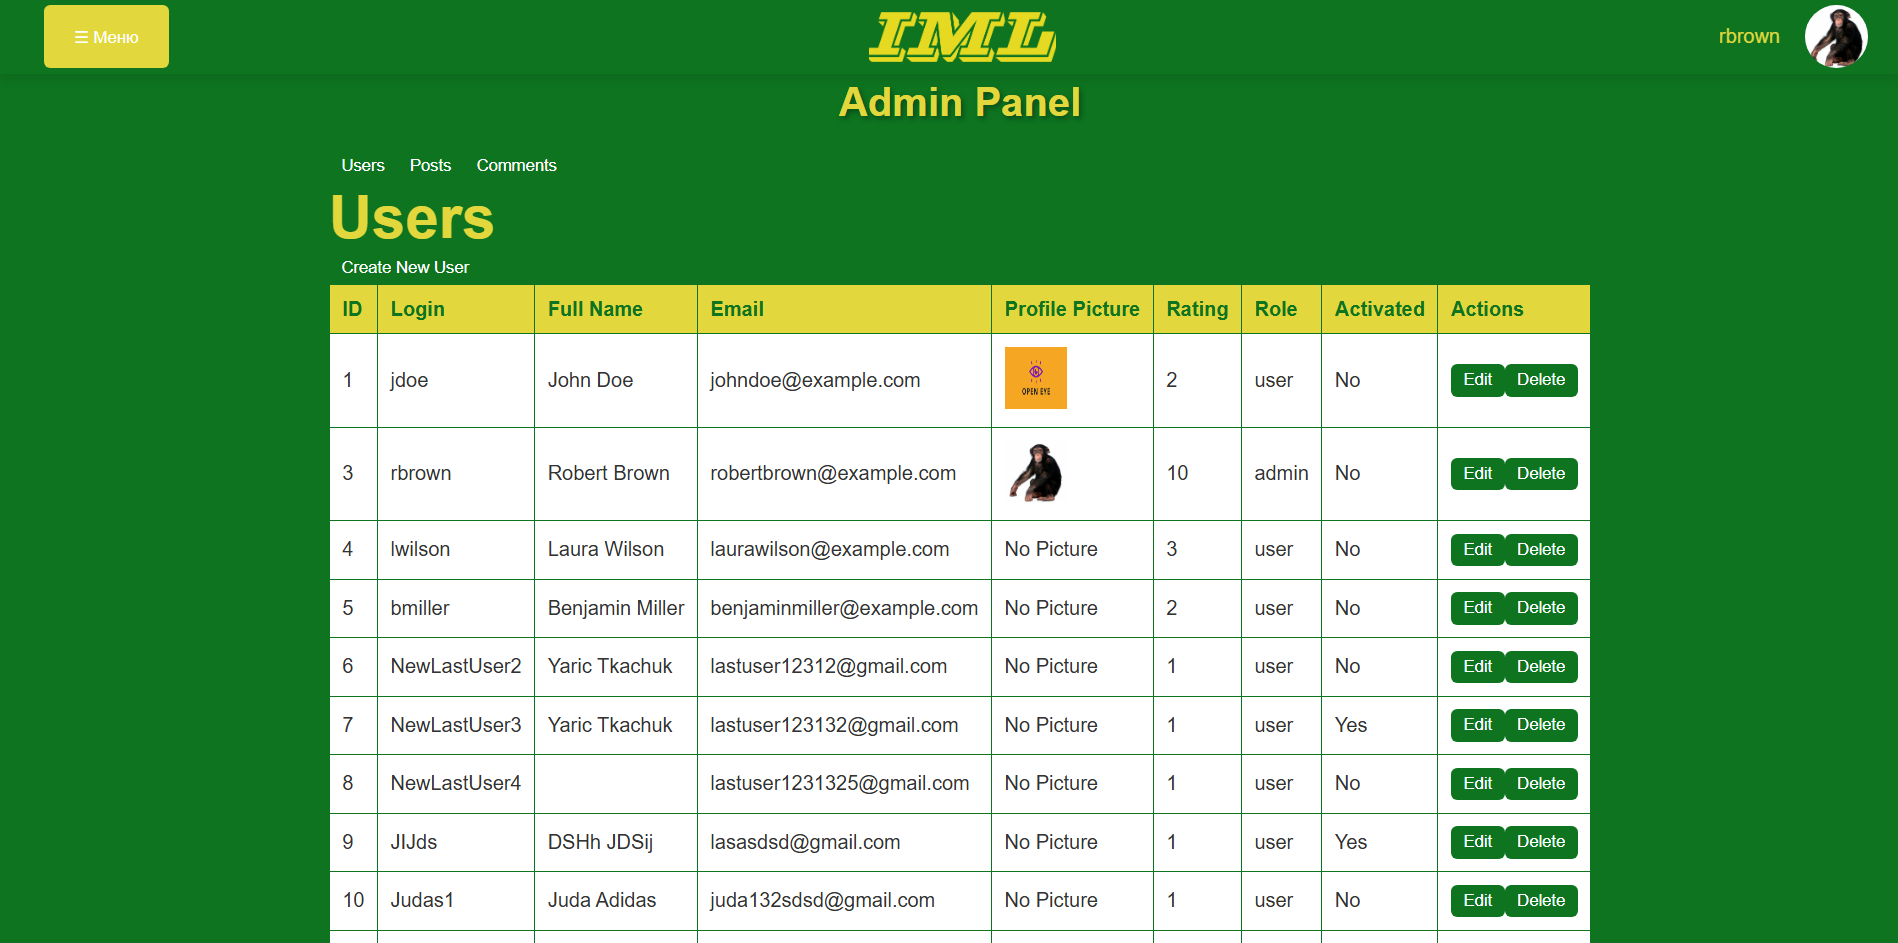 ☰ Меню
IML
rbrown
Admin Panel
Users Posts Comments
Users
Create New User
ID Login Full Name Email Profile Picture Rating Role Activated Actions
1 jdoe John Doe johndoe@example.com OPEN EYE 2 user No Edit Delete
3 rbrown Robert Brown robertbrown@example.com 10 admin No Edit Delete
4 lwilson Laura Wilson laurawilson@example.com No Picture 3 user No Edit Delete
5 bmiller Benjamin Miller benjaminmiller@example.com No Picture 2 user No Edit Delete
6 NewLastUser2 Yaric Tkachuk lastuser12312@gmail.com No Picture 1 user No Edit Delete
7 NewLastUser3 Yaric Tkachuk lastuser123132@gmail.com No Picture 1 user Yes Edit Delete
8 NewLastUser4 lastuser1231325@gmail.com No Picture 1 user No Edit Delete
9 JIJds DSHh JDSij lasasdsd@gmail.com No Picture 1 user Yes Edit Delete
10 Judas1 Juda Adidas juda132sdsd@gmail.com No Picture 1 user No Edit Delete